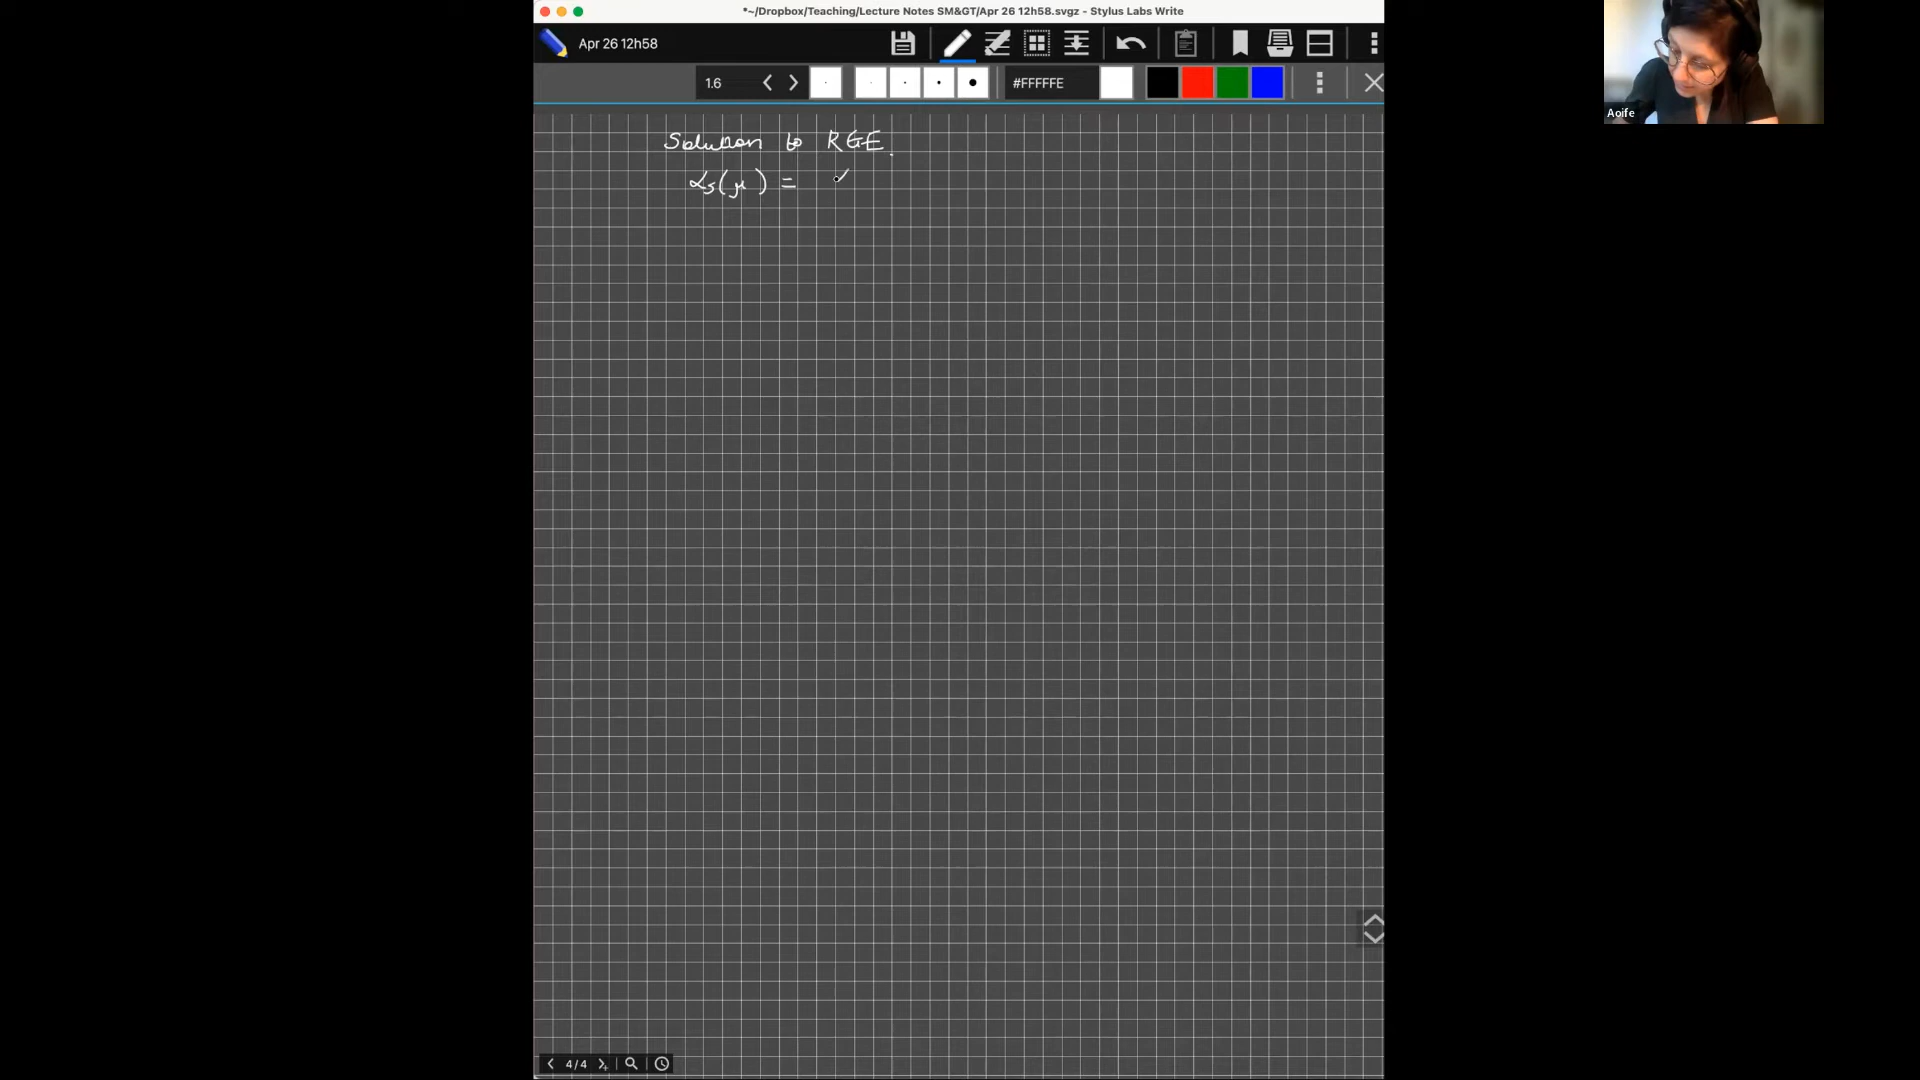 *~/Dropbox/Teaching/Lecture Notes SM&GT/Apr 26 12h58.svgz - Stylus Labs Write
Apr 26 12h58
1.6
#FFFFFE
Aoife
Solution to RGE.
αs(μ) =
4/4